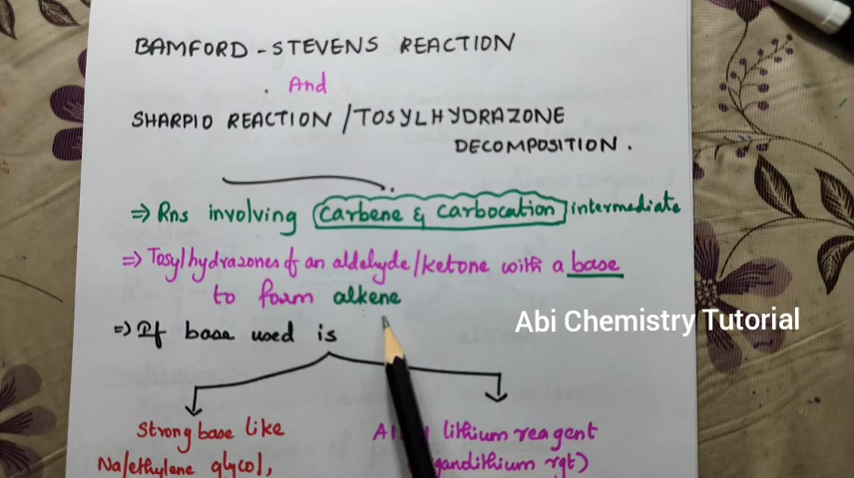 BAMFORD - STEVENS REACTION
And
SHARPIO REACTION / TOSYLHYDRAZONE
DECOMPOSITION.
=> Rns involving carbene & carbocation intermediate
=> Tosylhydrazones of an aldehyde/ketone with a base
to form alkene
Abi Chemistry Tutorial
=> If base used is
Strong base like
lithium reagent
Na/ethylene glycol,
rgt)